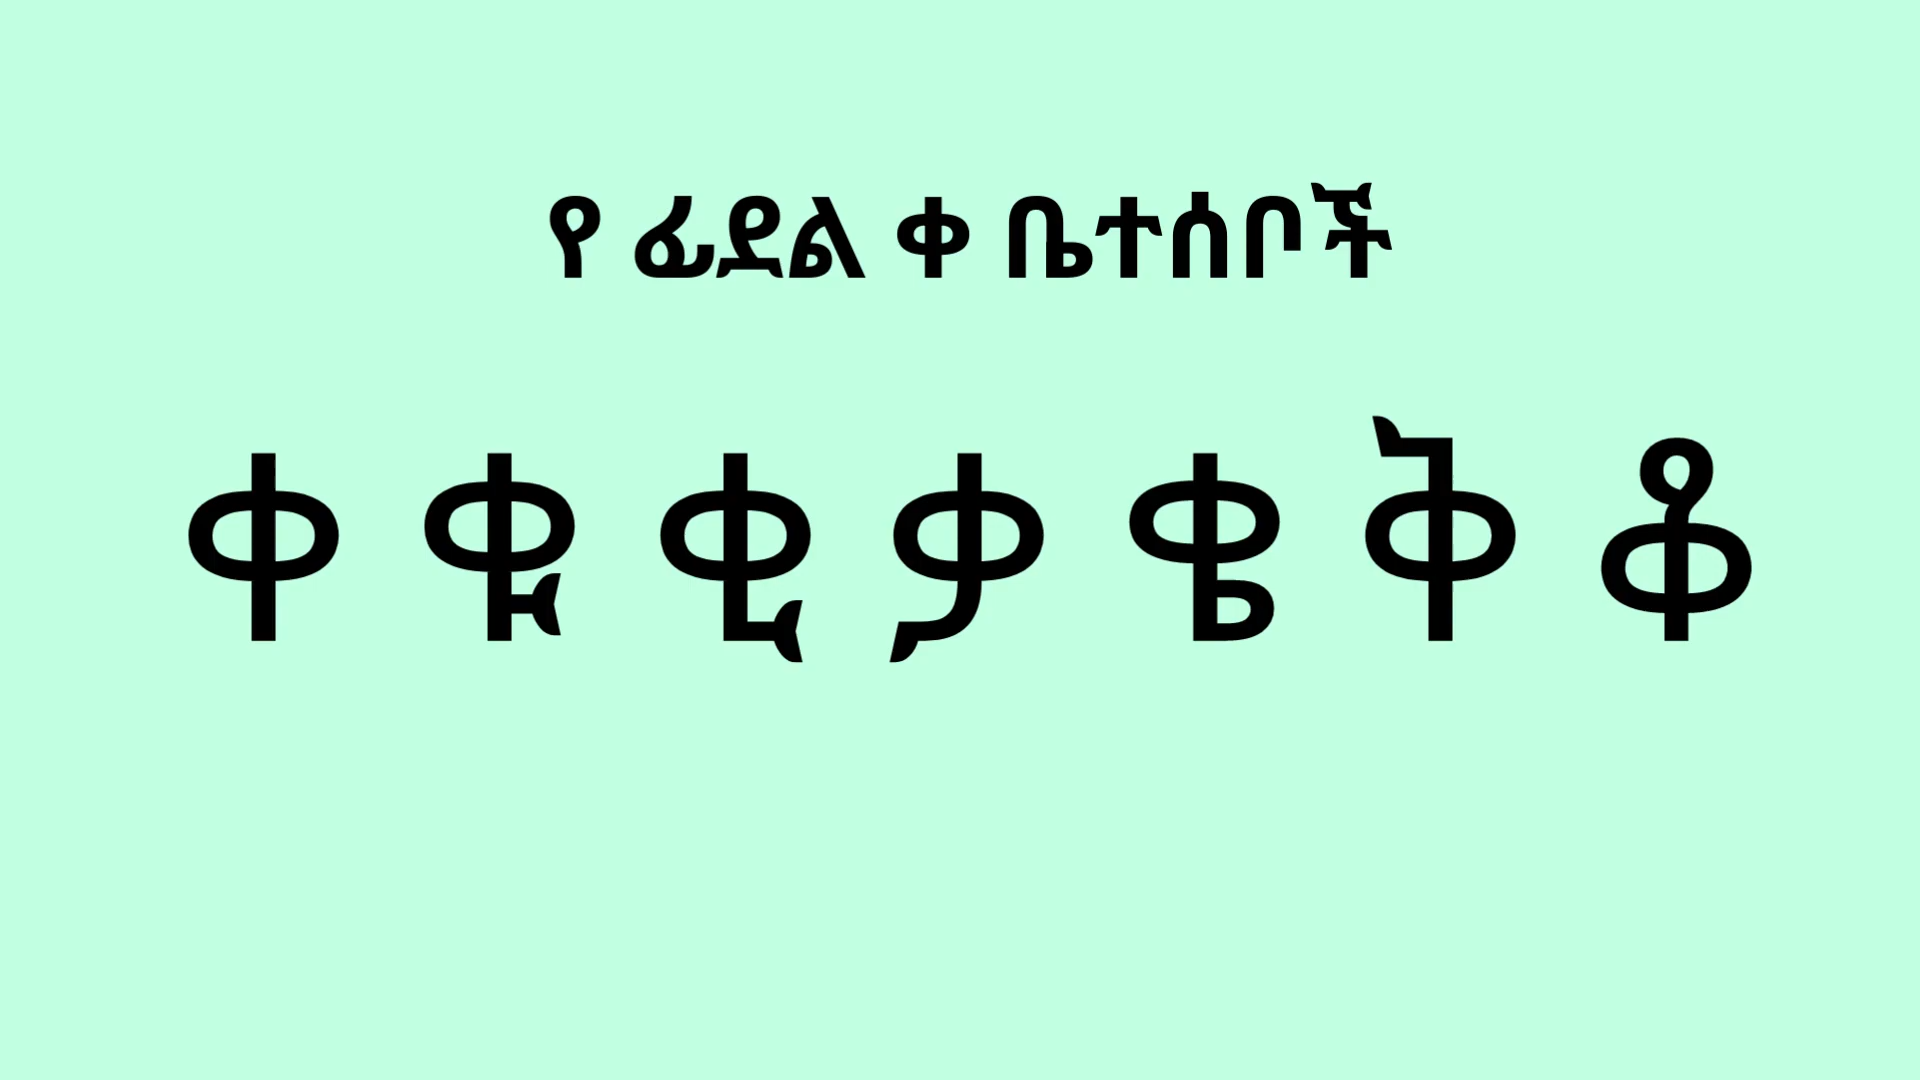 የ ፊደል ቀ ቤተሰቦች
ቀ ቁ ቂ ቃ ቄ ቅ ቆ